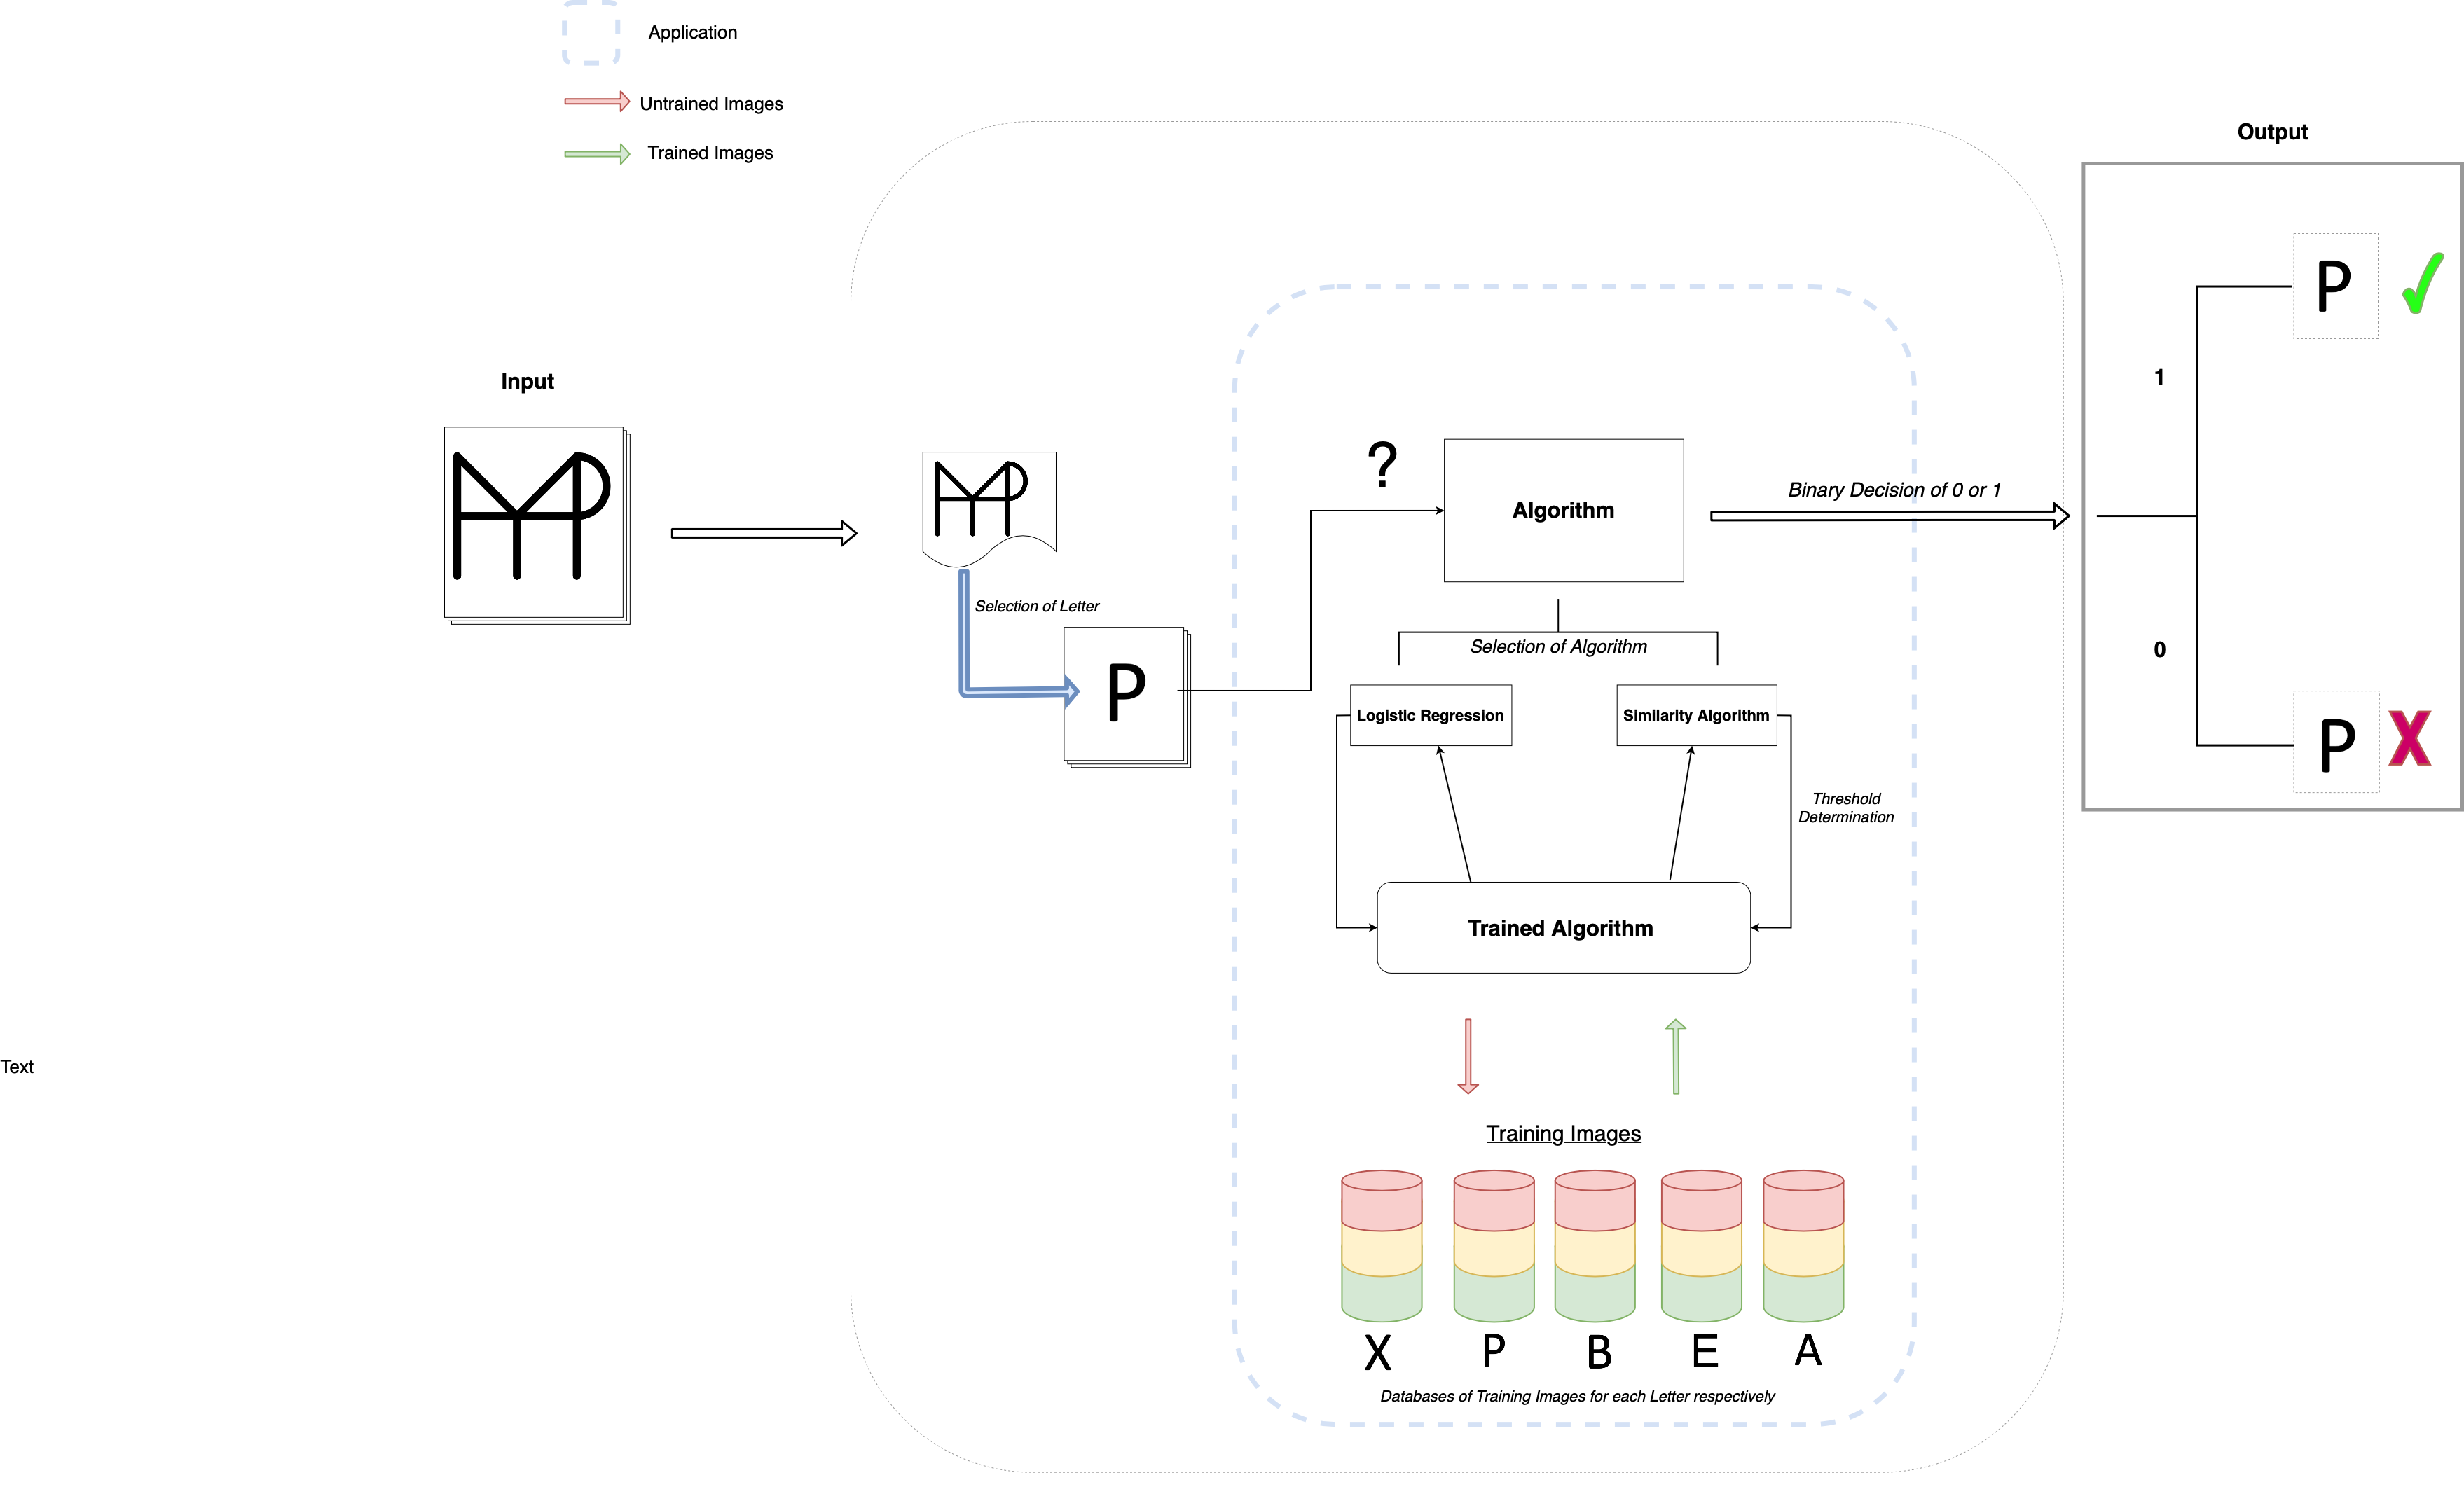 Application
Untrained Images
Trained Images
Output
Input
P
1
?
Algorithm
Binary Decision of 0 or 1
Selection of Letter
P
Selection of Algorithm
0
Logistic Regression
Similarity Algorithm
P
X
Threshold
Determination
Trained Algorithm
Text
Training Images
X P B E A
Databases of Training Images for each Letter respectively